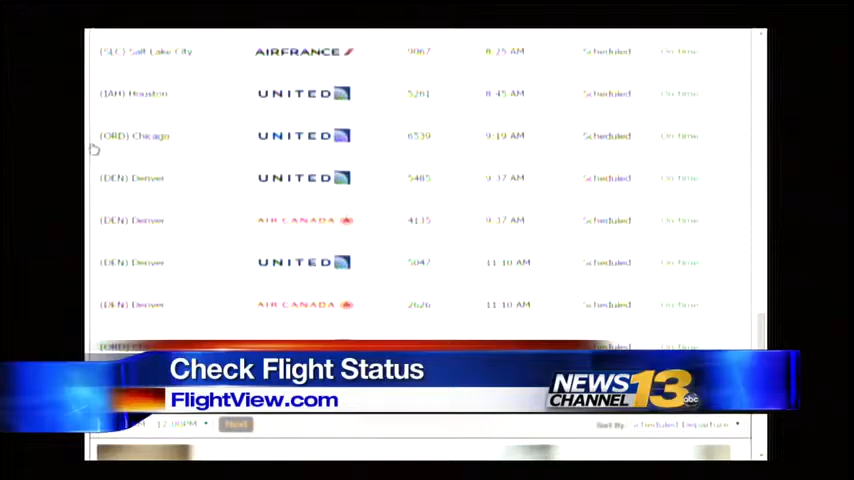 (SLC) Salt Lake City AIRFRANCE 9067 8:25 AM Scheduled On-time
(IAH) Houston UNITED 5261 8:45 AM Scheduled On-time
(ORD) Chicago UNITED 6539 9:19 AM Scheduled On-time
(DEN) Denver UNITED 5485 9:37 AM Scheduled On-time
(DEN) Denver AIR CANADA 4135 9:37 AM Scheduled On-time
(DEN) Denver UNITED 5047 11:10 AM Scheduled On-time
(DEN) Denver AIR CANADA 2626 11:10 AM Scheduled On-time
(ORD)
Check Flight Status
FlightView.com
NEWS 13
CHANNEL abc
12:00PM Next Sort By: Scheduled Departure